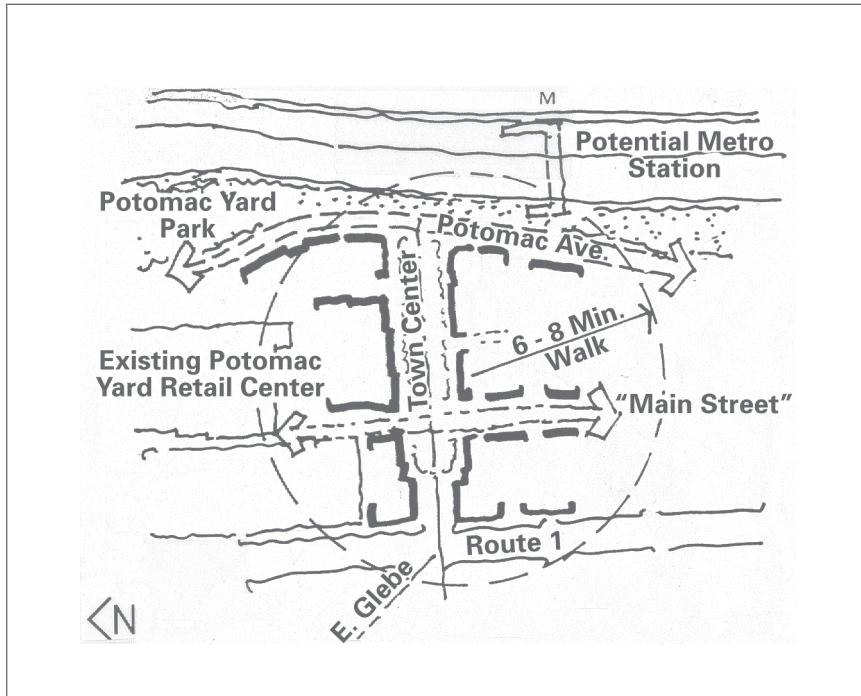 M
Potential Metro
Station
Potomac Yard
Park
Potomac Ave.
Town Center
6 - 8 Min.
Walk
Existing Potomac
Yard Retail Center
"Main Street"
Route 1
E. Glebe
N